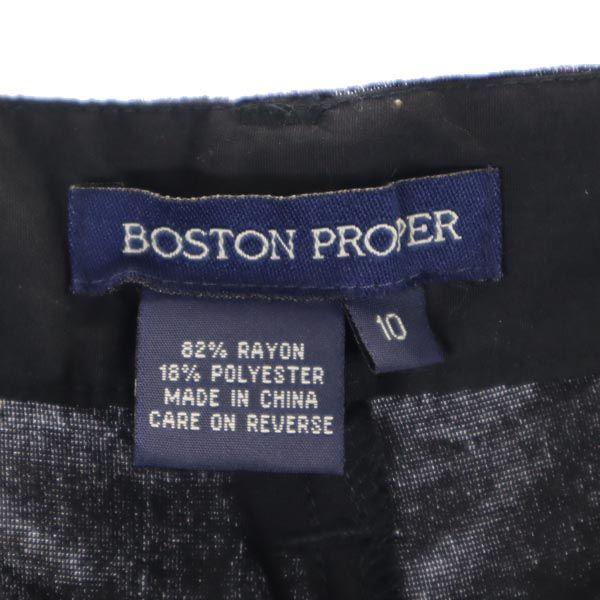 BOSTON PROPER
10
82% RAYON
18% POLYESTER
MADE IN CHINA
CARE ON REVERSE